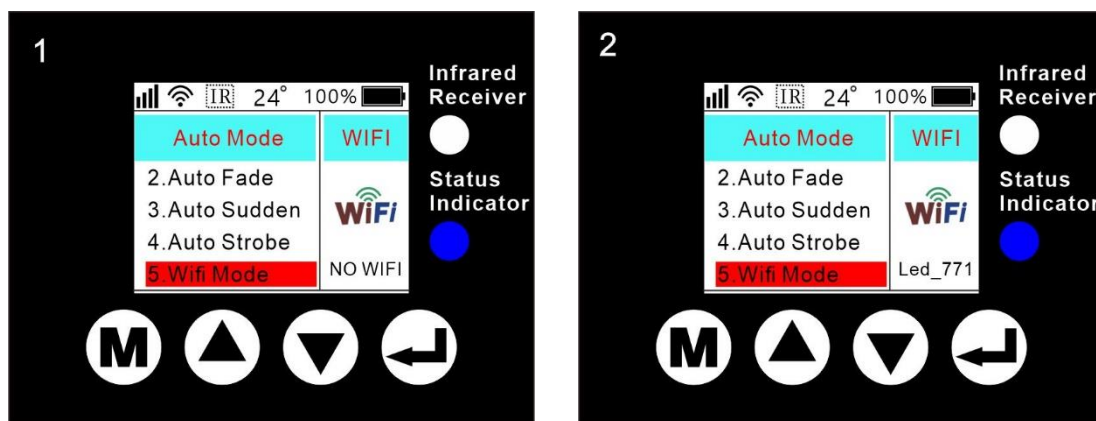 1
Infrared
Receiver
IR 24° 100%
Auto Mode
WIFI
2.Auto Fade
3.Auto Sudden
4.Auto Strobe
5.Wifi Mode
WiFi
NO WIFI
Status
Indicator
M
2
Infrared
Receiver
IR 24° 100%
Auto Mode
WIFI
2.Auto Fade
3.Auto Sudden
4.Auto Strobe
5.Wifi Mode
WiFi
Led_771
Status
Indicator
M